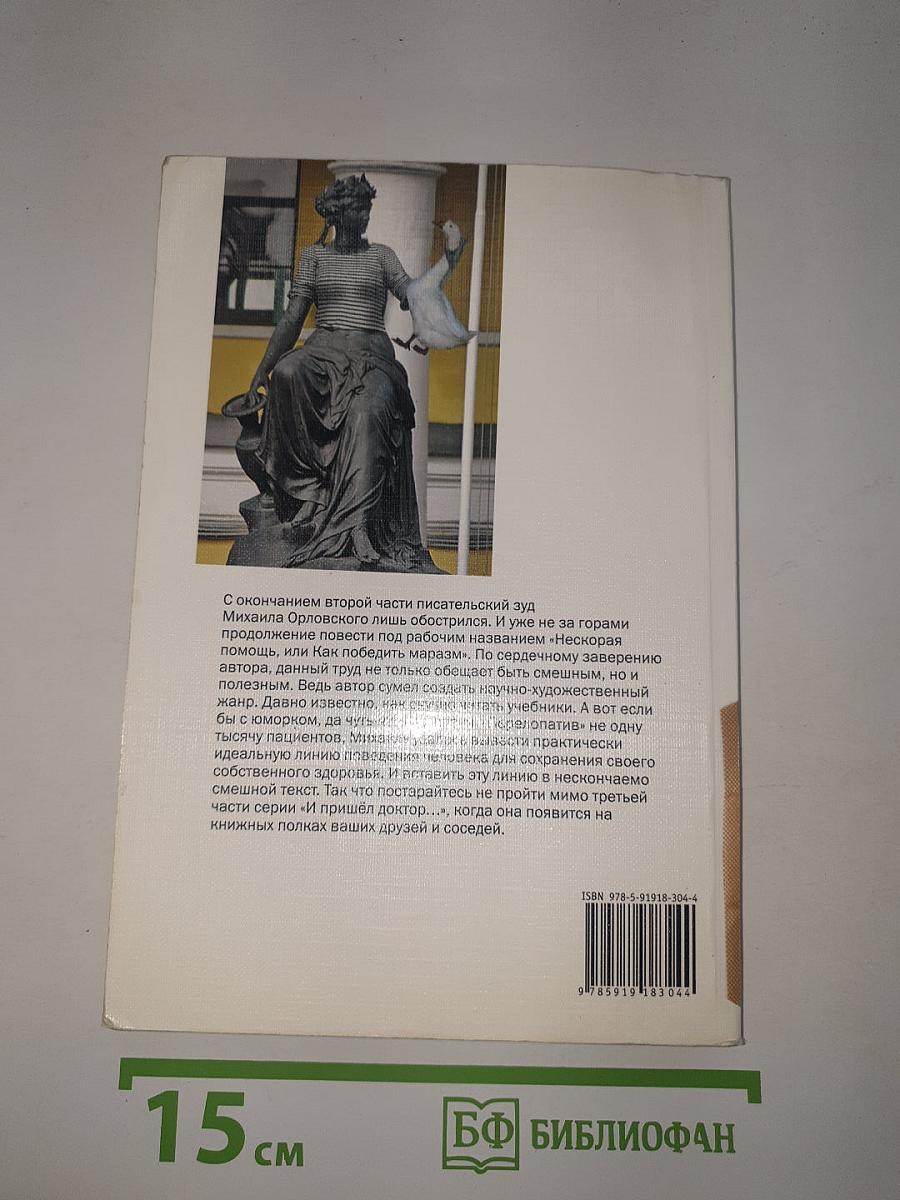 С окончанием второй части писательский зуд
Михаила Орловского лишь обострился. И уже не за горами
продолжение повести под рабочим названием «Нескорая
помощь, или Как победить маразм». По сердечному заверению
автора, данный труд не только обещает быть смешным, но и
полезным. Ведь автор сумел создать научно-художественный
жанр. Давно известно, как скучно читать учебники. А вот если
бы с юморком, да чуть «перелопатив» не одну
тысячу пациентов, Михаил вывести практически
идеальную линию поведения человека для сохранения своего
собственного здоровья. И вставить эту линию в нескончаемо
смешной текст. Так что постарайтесь не пройти мимо третьей
части серии «И пришёл доктор...», когда она появится на
книжных полках ваших друзей и соседей.
ISBN 978-5-91918-304-4
9 785919 183044
15 см
БФ БИБЛИОФАН